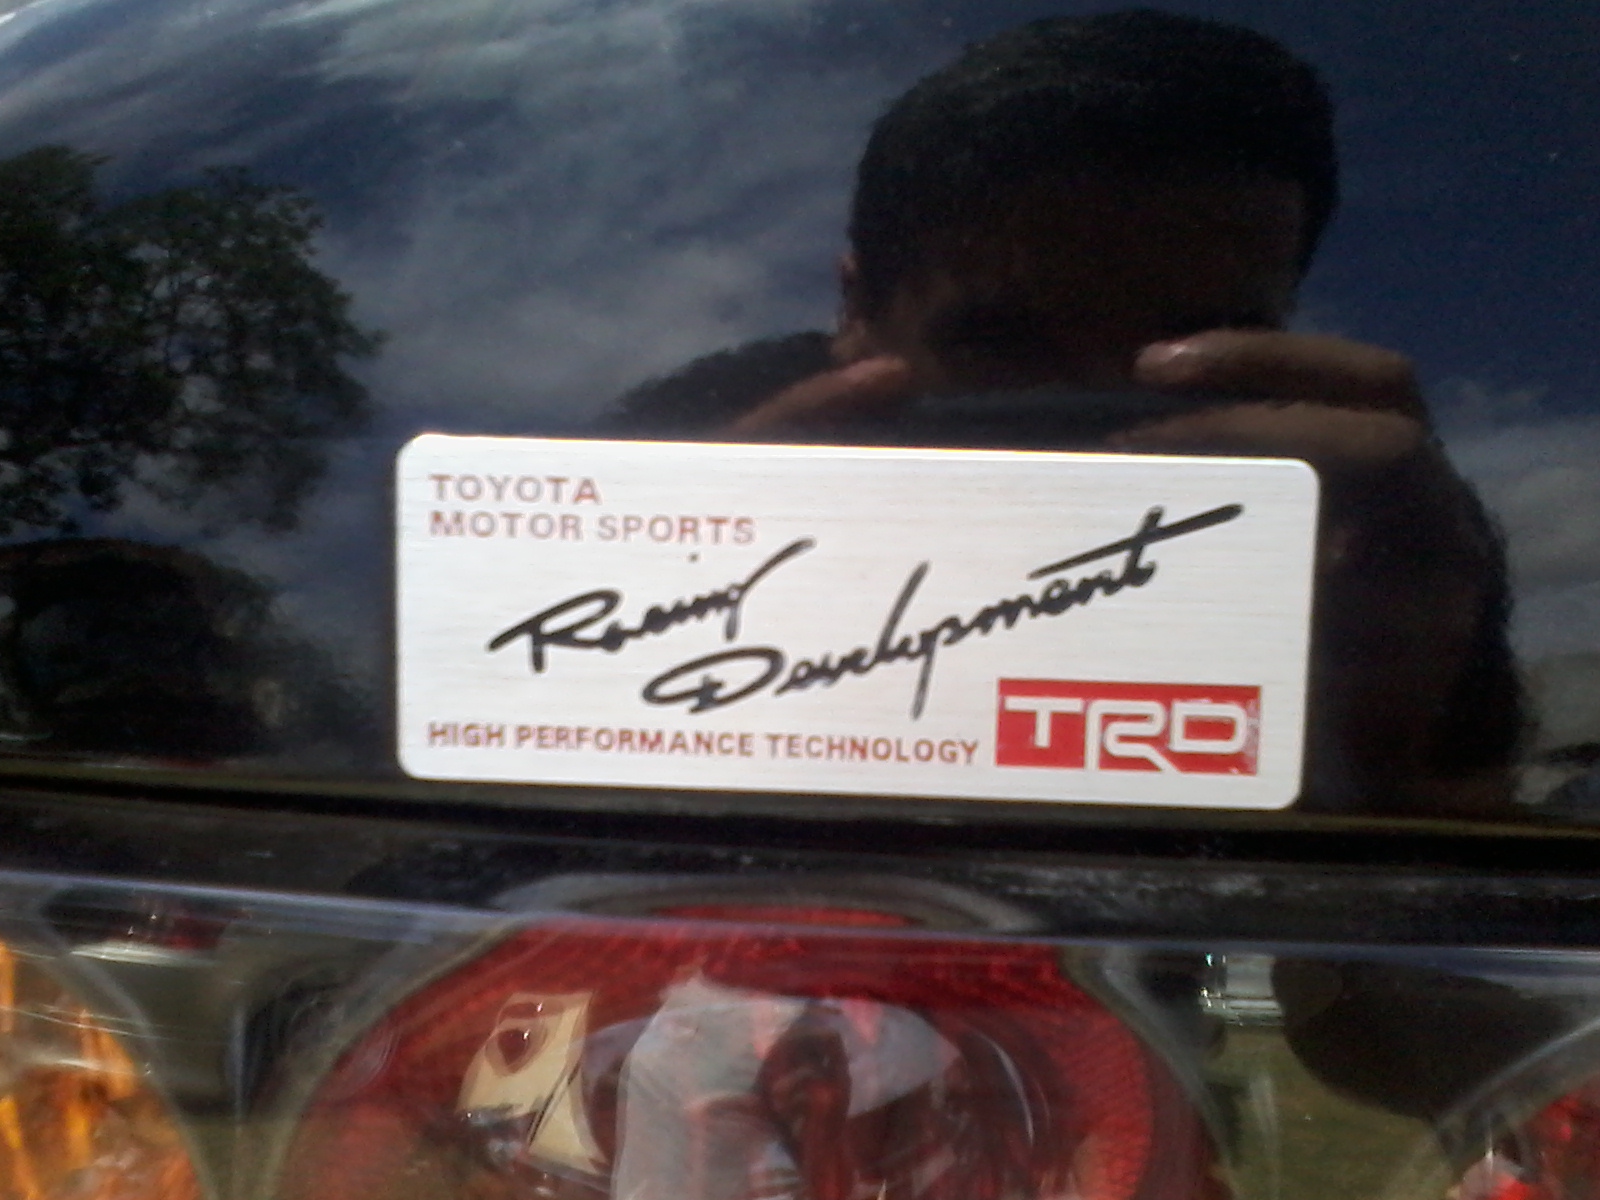 TOYOTA
MOTOR SPORTS
Racing
Development
HIGH PERFORMANCE TECHNOLOGY
TRD